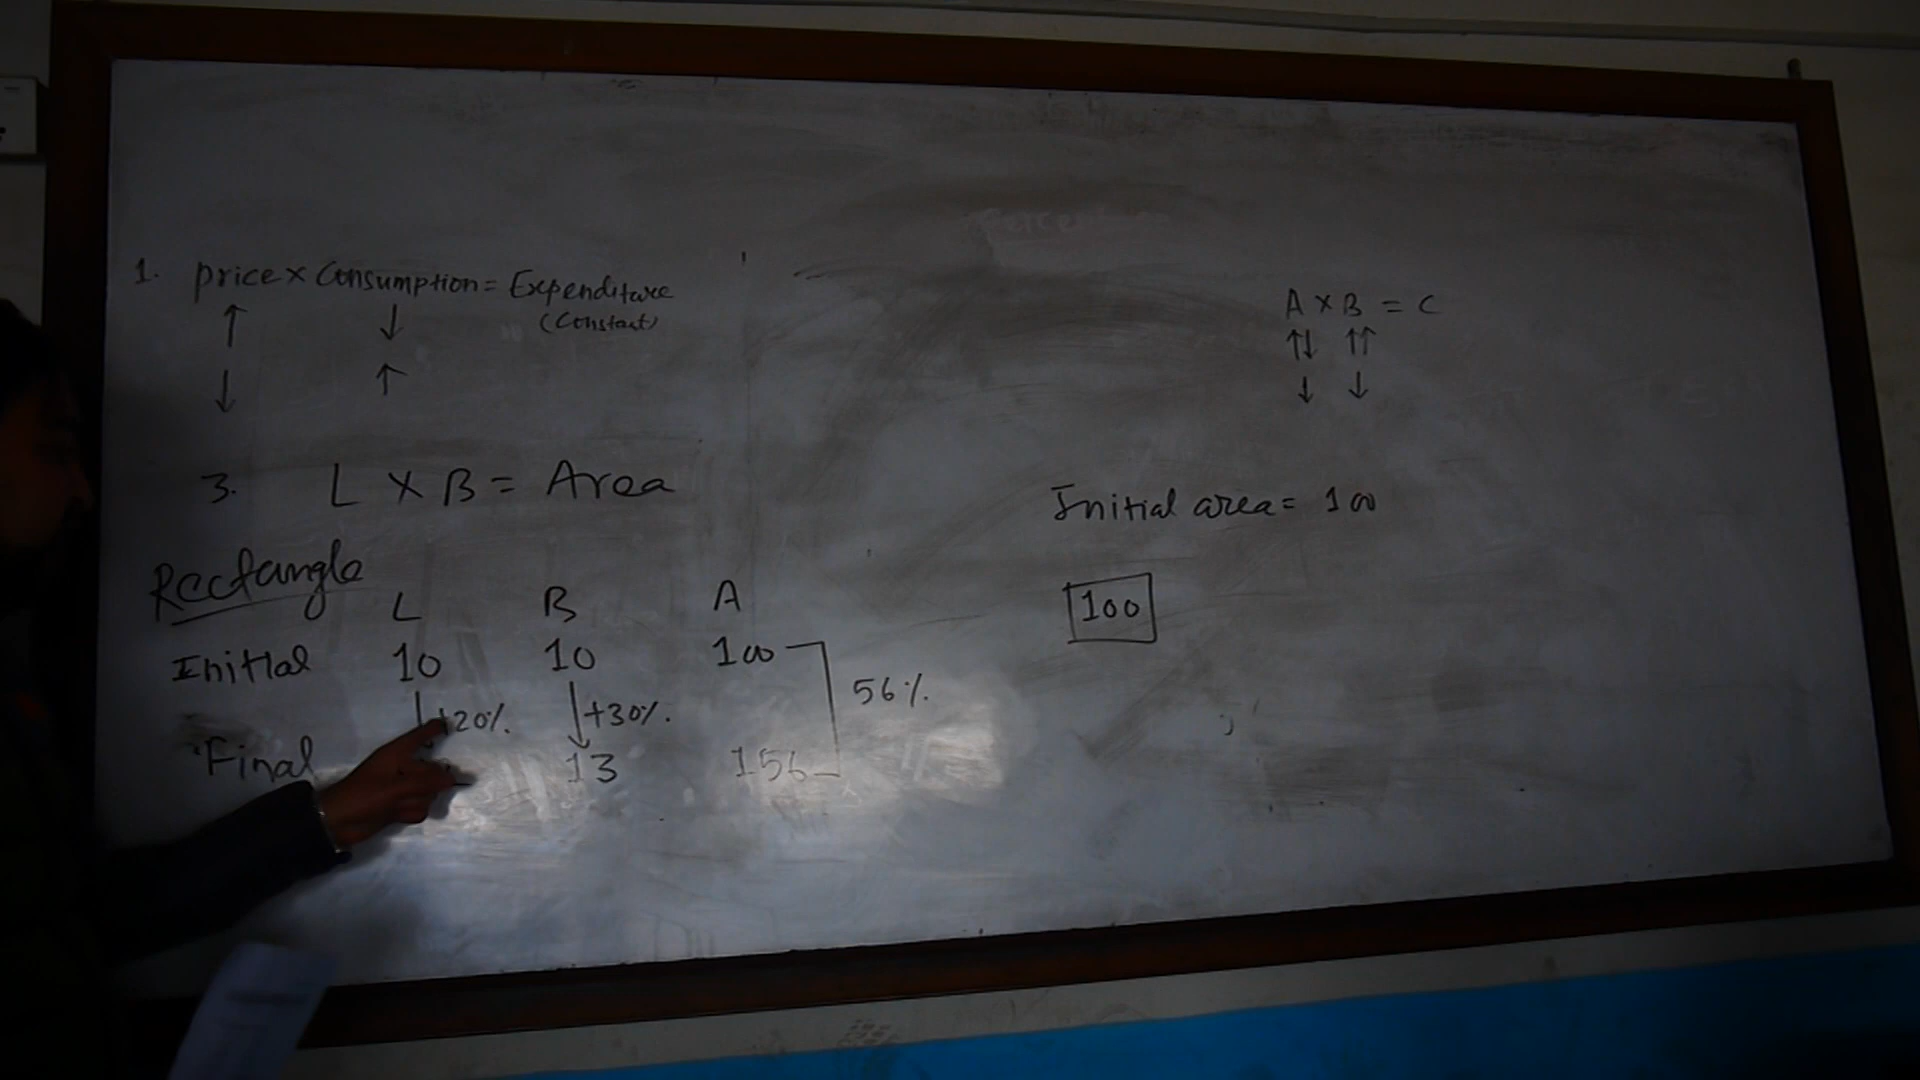 1. Price × Consumption = Expenditure
(Constant)
↑ ↓
↓ ↑
A × B = C
↑↓ ↑↑
↓ ↓
3. L × B = Area
Initial area = 100
Rectangle
L B A
100
Initial 10 10 100
+20% +30% 56%
Final 13 156